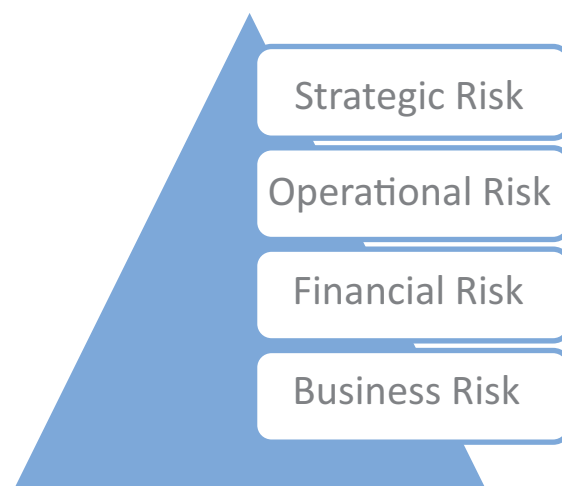 Strategic Risk
Operational Risk
Financial Risk
Business Risk